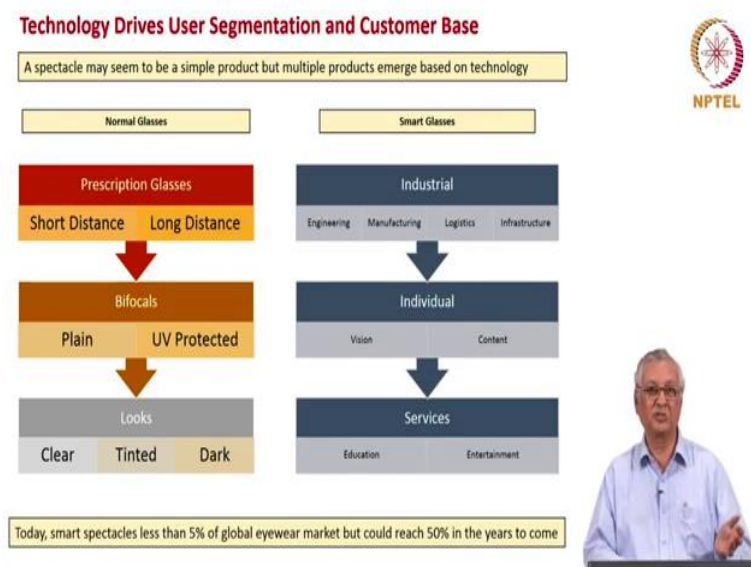 Technology Drives User Segmentation and Customer Base
A spectacle may seem to be a simple product but multiple products emerge based on technology
NPTEL
Normal Glasses
Smart Glasses
Prescription Glasses
Short Distance Long Distance
Bifocals
Plain UV Protected
Looks
Clear Tinted Dark
Industrial
Engineering Manufacturing Logistics Infrastructure
Individual
Vision Content
Services
Education Entertainment
Today, smart spectacles less than 5% of global eyewear market but could reach 50% in the years to come